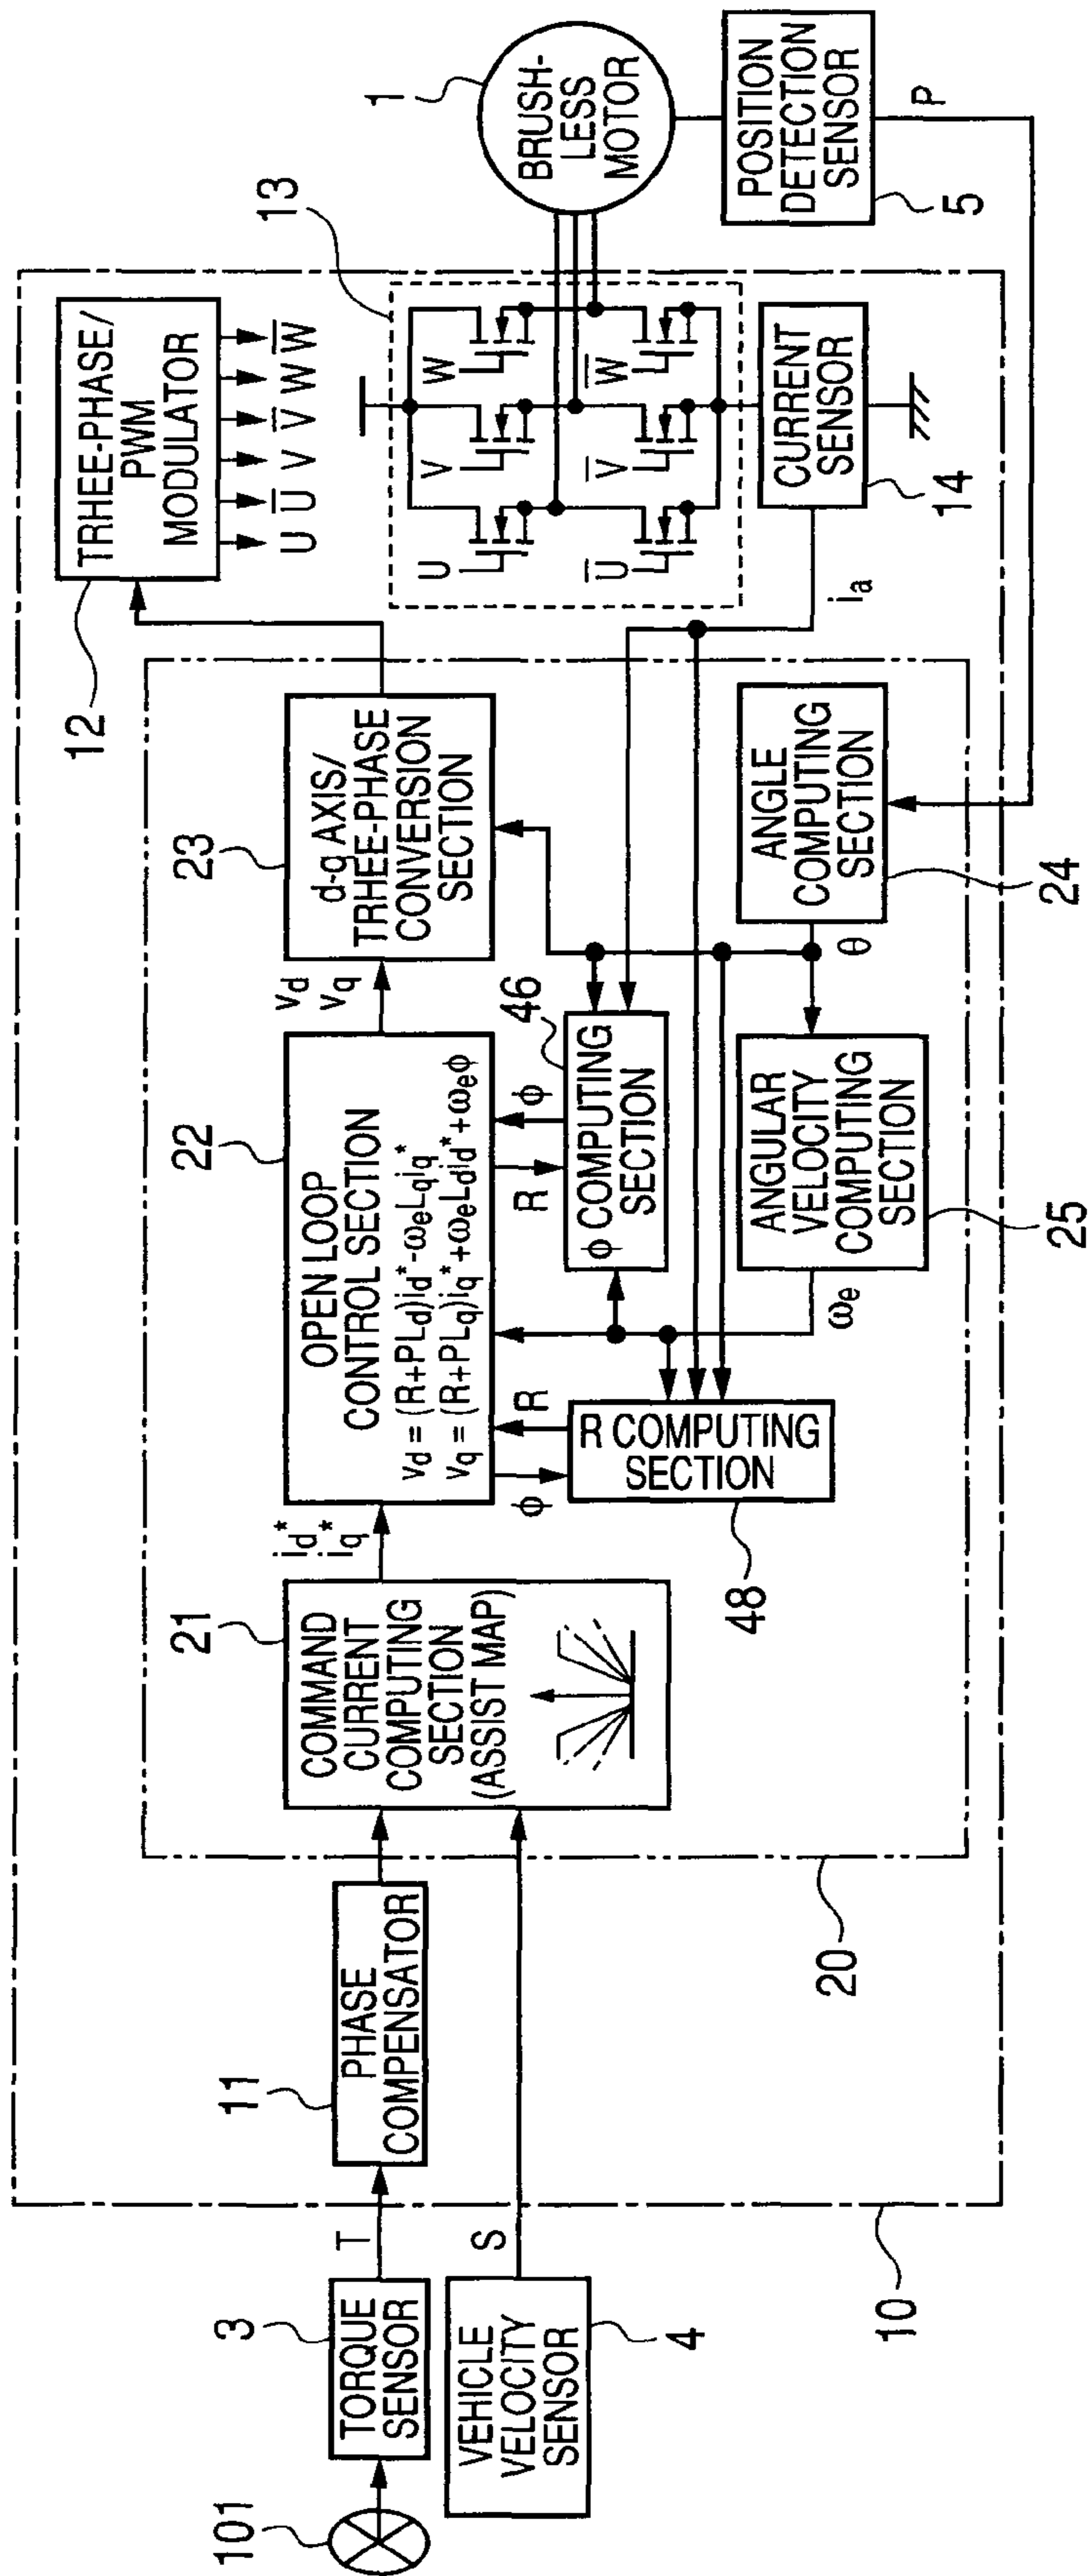 101
3
TORQUE
SENSOR
T
VEHICLE
VELOCITY
SENSOR
4
S
10
11
PHASE
COMPENSATOR
20
21
COMMAND
CURRENT
COMPUTING
SECTION
(ASSIST MAP)
id*
iq*
22
OPEN LOOP
CONTROL SECTION
vd = (R+PLd)id*-ωeLqiq*
vq = (R+PLq)iq*+ωeLdid*+ωeϕ
vd
vq
23
d-q AXIS/
TRHEE-PHASE
CONVERSION
SECTION
12
TRHEE-PHASE/
PWM
MODULATOR
U U̅ V V̅ W W̅
13
U
V
W
U̅
V̅
W̅
1
BRUSH-
LESS
MOTOR
POSITION
DETECTION
SENSOR
5
P
CURRENT
SENSOR
14
ia
ϕ
R
R COMPUTING
SECTION
48
R
ϕ
46
ϕ COMPUTING
SECTION
ωe
ANGULAR
VELOCITY
COMPUTING
SECTION
25
θ
ANGLE
COMPUTING
SECTION
24